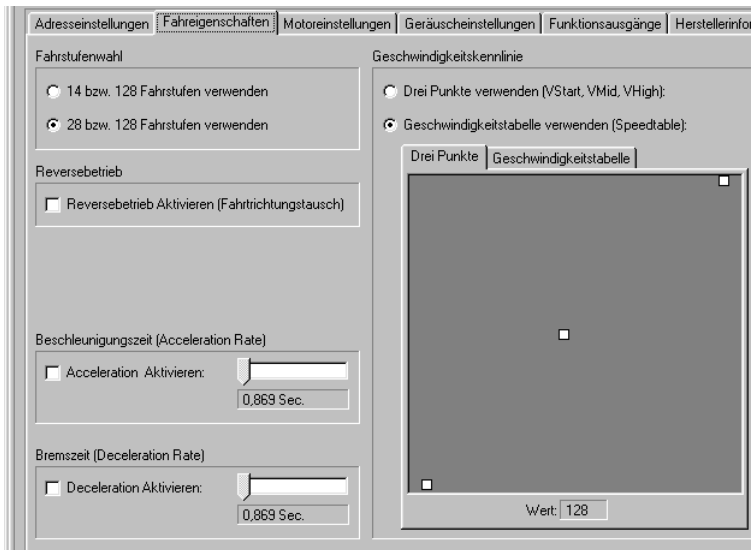 Adresseinstellungen
Fahreigenschaften
Motoreinstellungen
Geräuscheinstellungen
Funktionsausgänge
Herstellerinfor
Fahrstufenwahl
14 bzw. 128 Fahrstufen verwenden
28 bzw. 128 Fahrstufen verwenden
Reversebetrieb
Reversebetrieb Aktivieren (Fahrtrichtungstausch)
Beschleunigungszeit (Acceleration Rate)
Acceleration Aktivieren:
0,869 Sec.
Bremszeit (Deceleration Rate)
Deceleration Aktivieren:
0,869 Sec.
Geschwindigkeitskennlinie
Drei Punkte verwenden (VStart, VMid, VHigh):
Geschwindigkeitstabelle verwenden (Speedtable):
Drei Punkte
Geschwindigkeitstabelle
Wert: 128